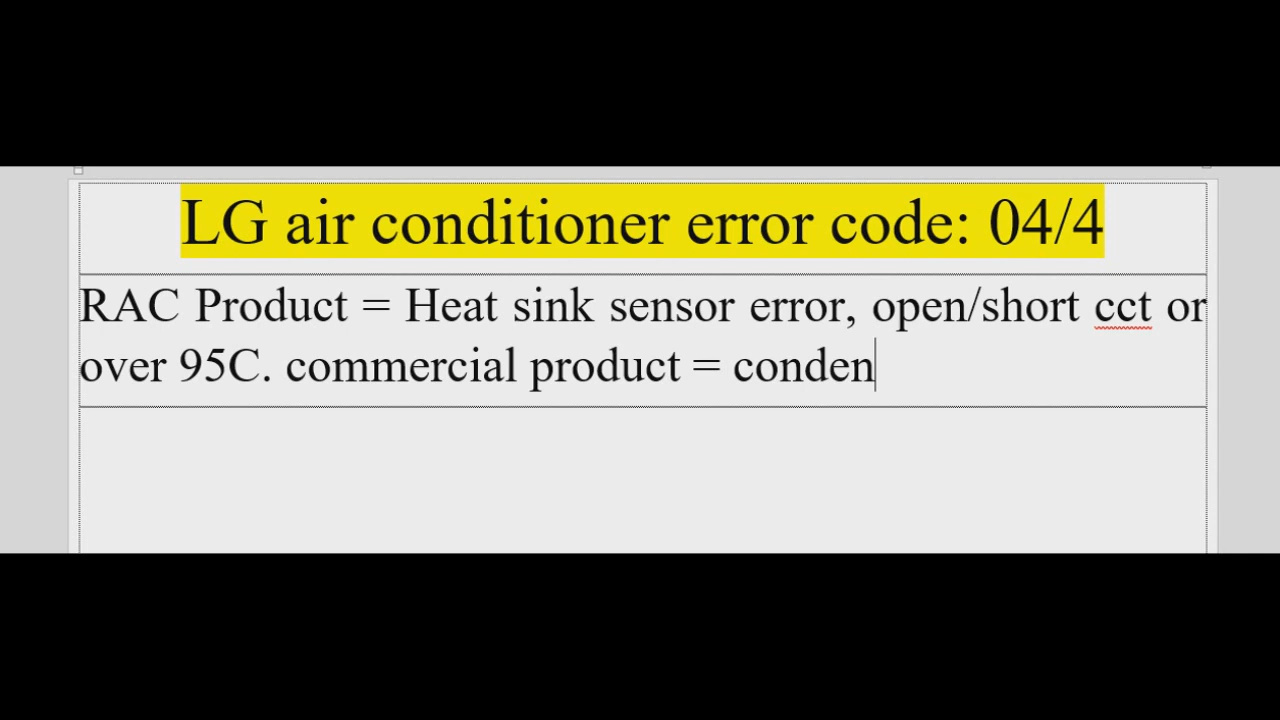 LG air conditioner error code: 04/4
RAC Product = Heat sink sensor error, open/short cct or
over 95C. commercial product = conden